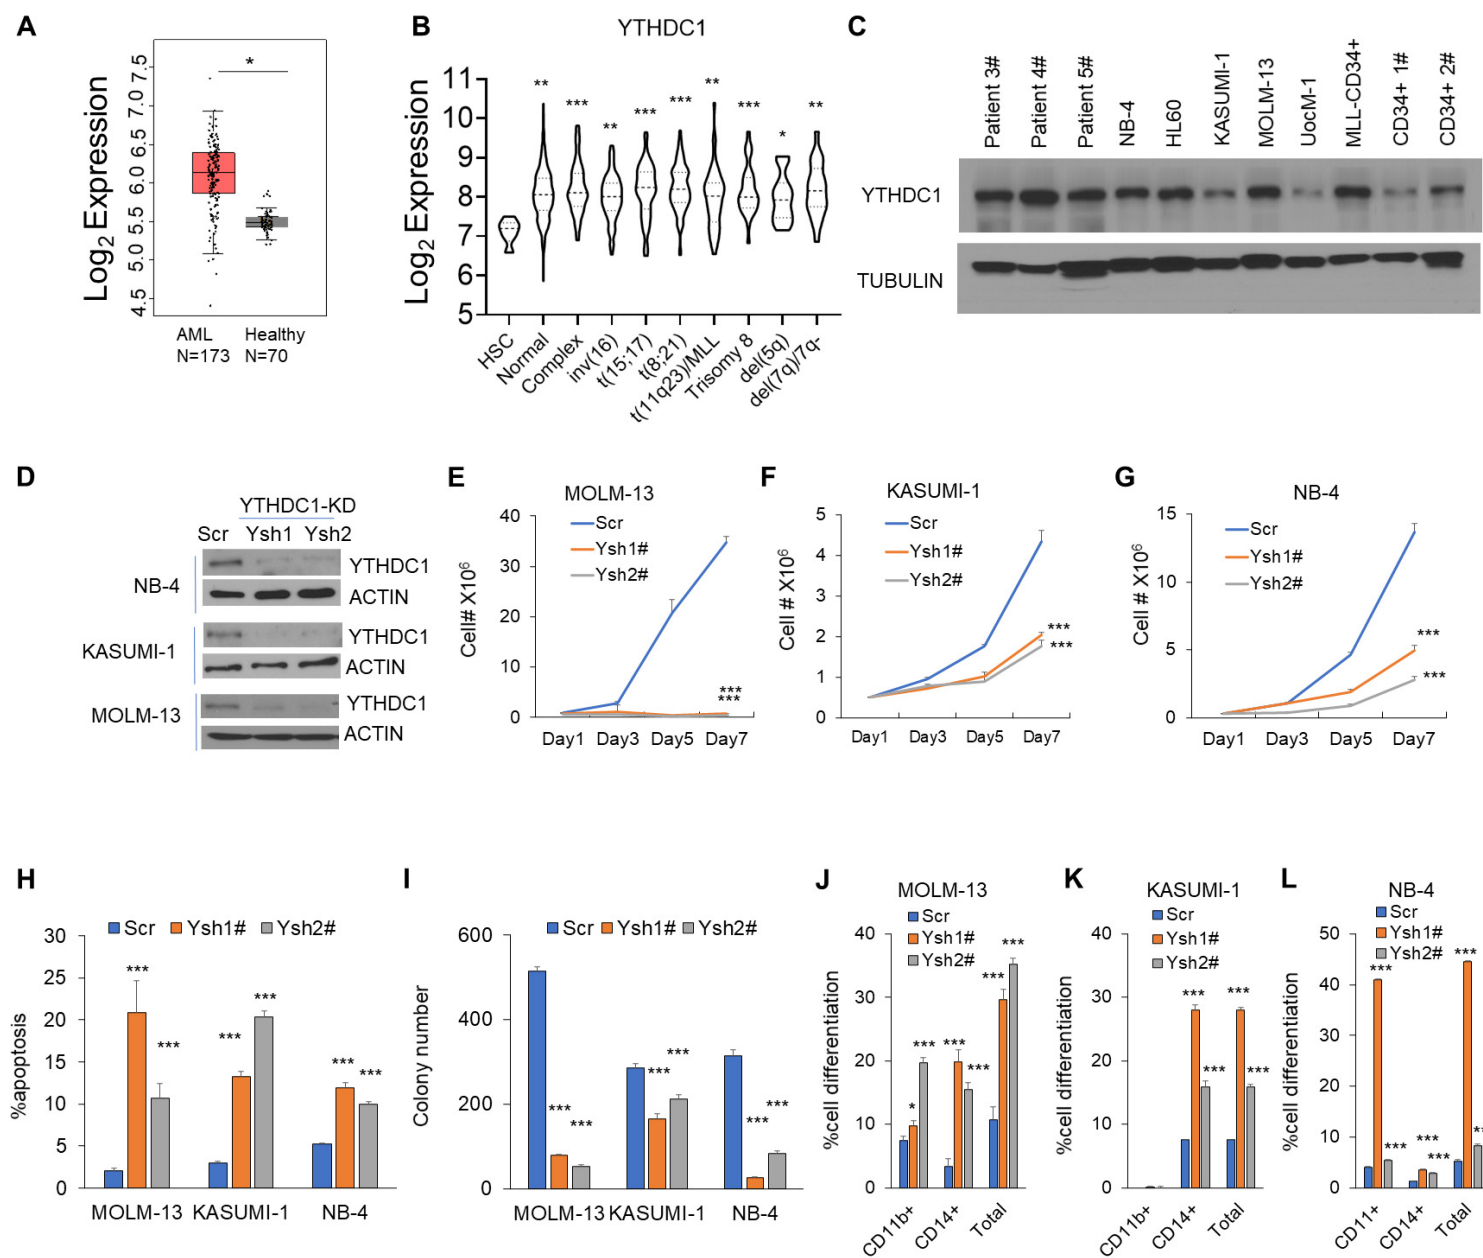 A
*
Log2 Expression
7.5
7.0
6.5
6.0
5.5
5.0
4.5
AML
N=173
Healthy
N=70
B
YTHDC1
Log2 Expression
11
10
9
8
7
6
5
** *** ** *** *** ** *** * **
HSC
Normal
Complex
inv(16)
t(15;17)
t(8;21)
t(11q23)/MLL
Trisomy 8
del(5q)
del(7q)/7q-
C
Patient 3#
Patient 4#
Patient 5#
NB-4
HL60
KASUMI-1
MOLM-13
UocM-1
MLL-CD34+
CD34+ 1#
CD34+ 2#
YTHDC1
TUBULIN
D
YTHDC1-KD
Scr Ysh1 Ysh2
NB-4
YTHDC1
ACTIN
KASUMI-1
YTHDC1
ACTIN
MOLM-13
YTHDC1
ACTIN
E
MOLM-13
Scr
Ysh1#
Ysh2#
Cell# X106
40
30
20
10
0
***
***
Day1 Day3 Day5 Day7
F
KASUMI-1
Scr
Ysh1#
Ysh2#
Cell # X106
5
4
3
2
1
0
***
***
Day1 Day3 Day5 Day7
G
NB-4
Scr
Ysh1#
Ysh2#
Cell # X106
15
10
5
0
***
***
Day1 Day3 Day5 Day7
H
Scr Ysh1# Ysh2#
%apoptosis
30
25
20
15
10
5
0
*** *** *** *** *** ***
MOLM-13 KASUMI-1 NB-4
I
Scr Ysh1# Ysh2#
Colony number
600
400
200
0
*** *** *** *** *** ***
MOLM-13 KASUMI-1 NB-4
J
MOLM-13
Scr
Ysh1#
Ysh2#
%cell differentiation
40
30
20
10
0
* *** *** *** *** ***
CD11b+
CD14+
Total
K
KASUMI-1
Scr
Ysh1#
Ysh2#
%cell differentiation
40
30
20
10
0
*** *** *** ***
CD11b+
CD14+
Total
L
NB-4
Scr
Ysh1#
Ysh2#
%cell differentiation
50
40
30
20
10
0
*** *** *** *** *** **
CD11+
CD14+
Total